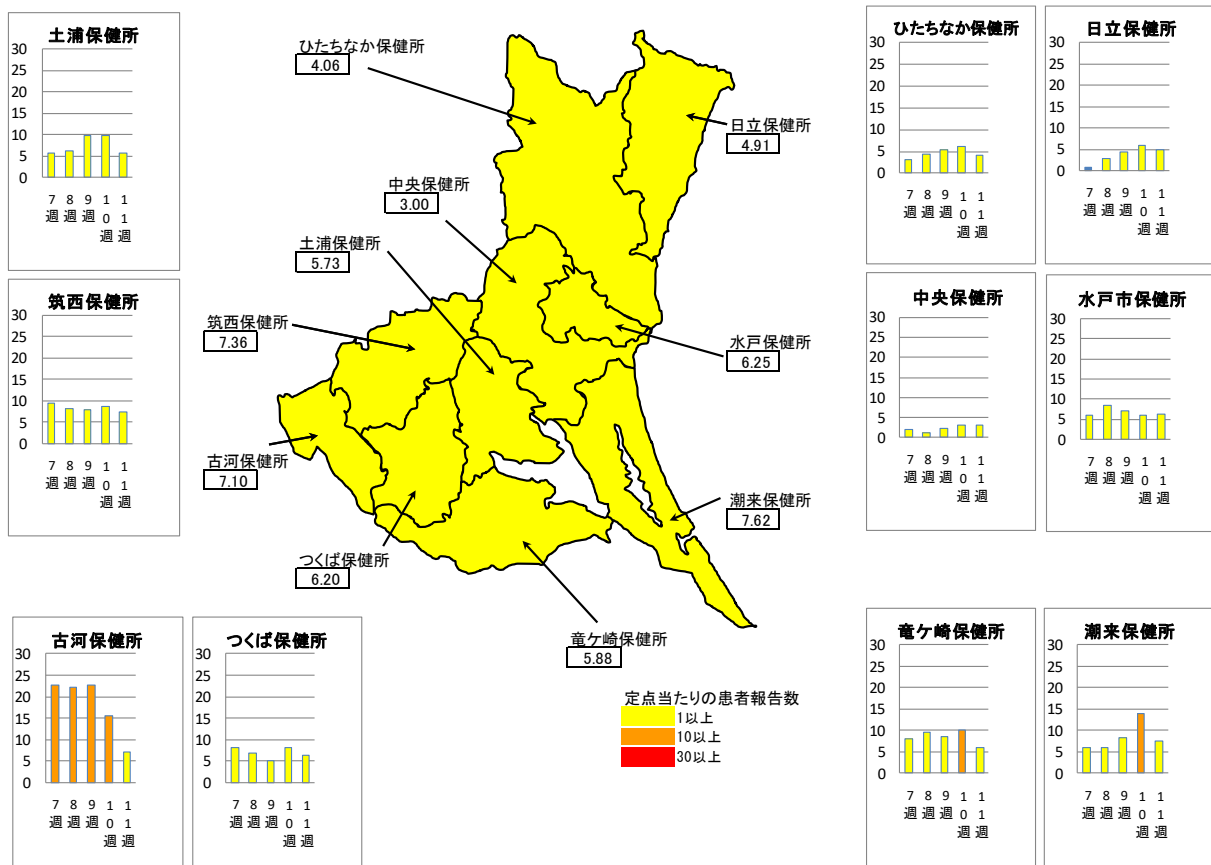 土浦保健所
30
25
20
15
10
5
0
7週
8週
9週
10週
11週
筑西保健所
30
25
20
15
10
5
0
7週
8週
9週
10週
11週
古河保健所
30
25
20
15
10
5
0
7週
8週
9週
10週
11週
つくば保健所
30
25
20
15
10
5
0
7週
8週
9週
10週
11週
ひたちなか保健所
4.06
日立保健所
4.91
中央保健所
3.00
土浦保健所
5.73
筑西保健所
7.36
水戸保健所
6.25
古河保健所
7.10
潮来保健所
7.62
つくば保健所
6.20
竜ケ崎保健所
5.88
定点当たりの患者報告数
1以上
10以上
30以上
ひたちなか保健所
30
25
20
15
10
5
0
7週
8週
9週
10週
11週
日立保健所
30
25
20
15
10
5
0
7週
8週
9週
10週
11週
中央保健所
30
25
20
15
10
5
0
7週
8週
9週
10週
11週
水戸市保健所
30
25
20
15
10
5
0
7週
8週
9週
10週
11週
竜ケ崎保健所
30
25
20
15
10
5
0
7週
8週
9週
10週
11週
潮来保健所
30
25
20
15
10
5
0
7週
8週
9週
10週
11週